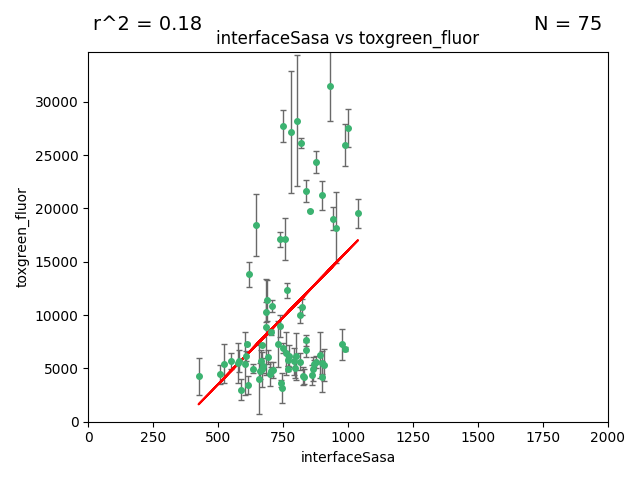 r^2 = 0.18
N = 75
interfaceSasa vs toxgreen_fluor
30000
25000
20000
15000
10000
5000
0
toxgreen_fluor
0 250 500 750 1000 1250 1500 1750 2000
interfaceSasa